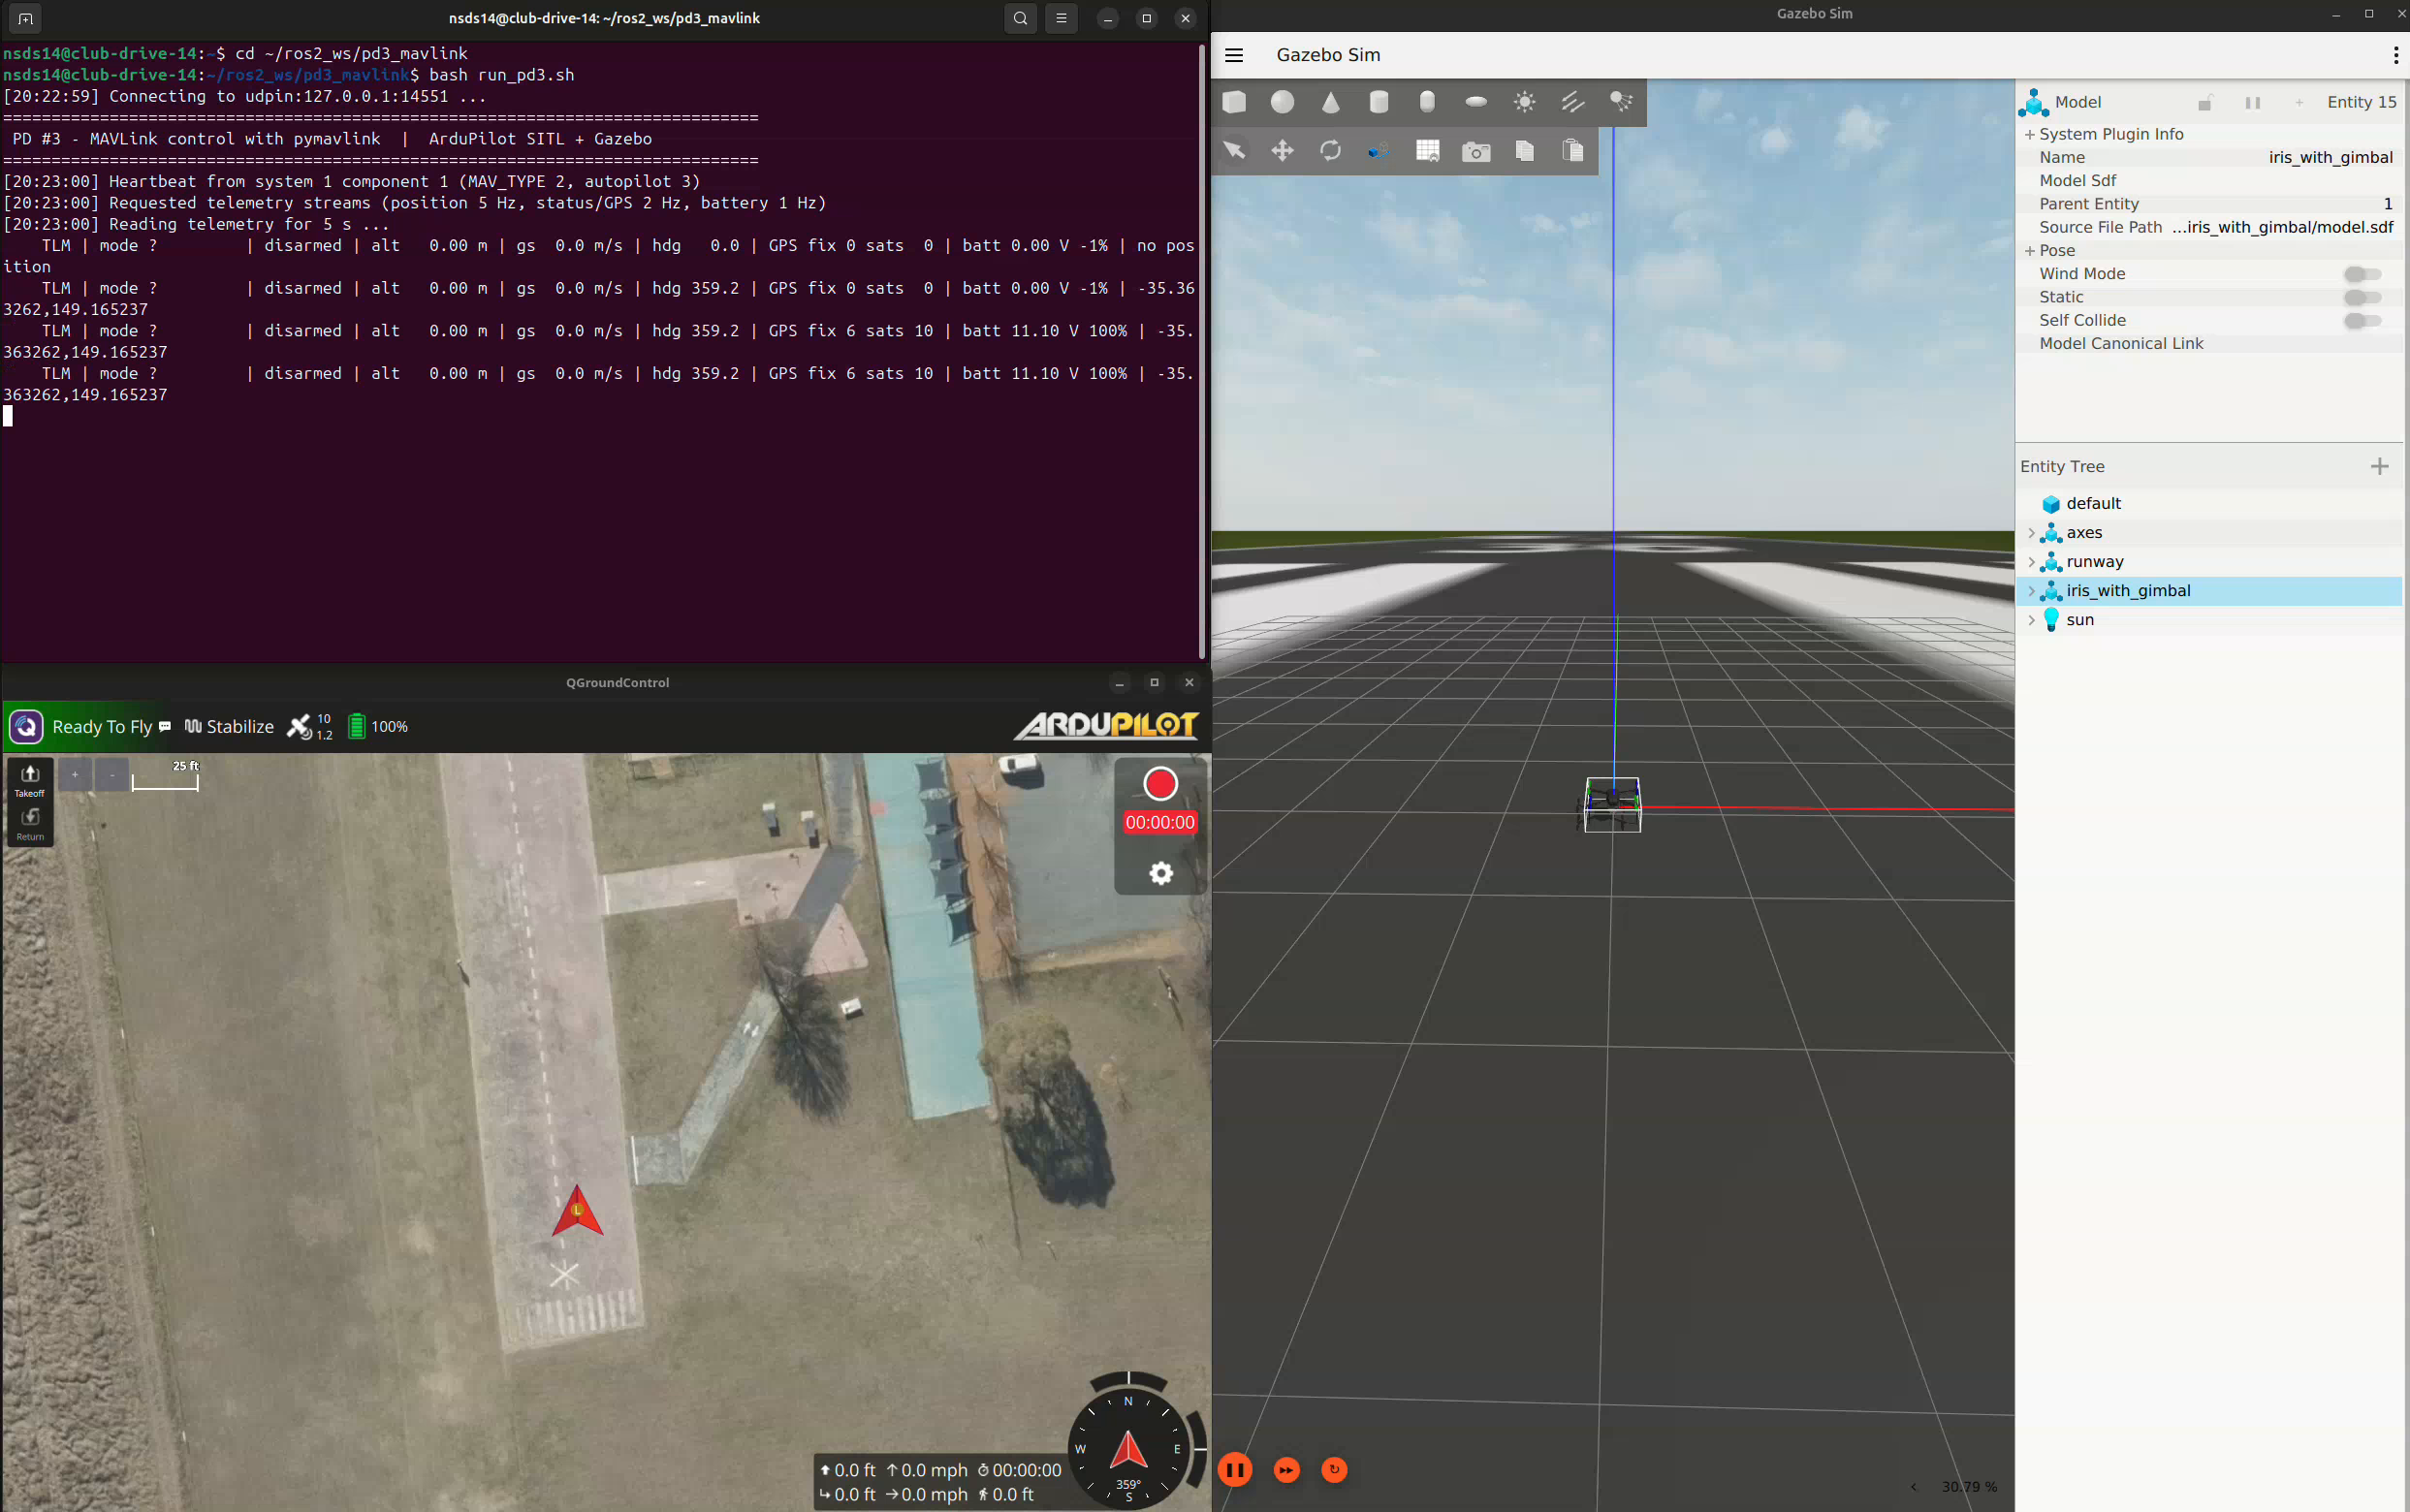 nsds14@club-drive-14: ~/ros2_ws/pd3_mavlink
nsds14@club-drive-14:~$ cd ~/ros2_ws/pd3_mavlink
nsds14@club-drive-14:~/ros2_ws/pd3_mavlink$ bash run_pd3.sh
[20:22:59] Connecting to udpin:127.0.0.1:14551 ...
==============================================================================
PD #3 - MAVLink control with pymavlink  |  ArduPilot SITL + Gazebo
==============================================================================
[20:23:00] Heartbeat from system 1 component 1 (MAV_TYPE 2, autopilot 3)
[20:23:00] Requested telemetry streams (position 5 Hz, status/GPS 2 Hz, battery 1 Hz)
[20:23:00] Reading telemetry for 5 s ...
TLM | mode ?         | disarmed | alt   0.00 m | gs  0.0 m/s | hdg   0.0 | GPS fix 0 sats  0 | batt 0.00 V -1% | no pos
ition
TLM | mode ?         | disarmed | alt   0.00 m | gs  0.0 m/s | hdg 359.2 | GPS fix 0 sats  0 | batt 0.00 V -1% | -35.36
3262,149.165237
TLM | mode ?         | disarmed | alt   0.00 m | gs  0.0 m/s | hdg 359.2 | GPS fix 6 sats 10 | batt 11.10 V 100% | -35.
363262,149.165237
TLM | mode ?         | disarmed | alt   0.00 m | gs  0.0 m/s | hdg 359.2 | GPS fix 6 sats 10 | batt 11.10 V 100% | -35.
363262,149.165237
QGroundControl
Ready To Fly
Stabilize
10
1.2
100%
ARDUPILOT
25 ft
+
-
Takeoff
Return
00:00:00
L
N
W
E
359°
S
0.0 ft 0.0 mph 00:00:00
0.0 ft 0.0 mph 0.0 ft
Gazebo Sim
Gazebo Sim
30.79 %
Model
Entity 15
System Plugin Info
Name iris_with_gimbal
Model Sdf
Parent Entity 1
Source File Path ...iris_with_gimbal/model.sdf
Pose
Wind Mode
Static
Self Collide
Model Canonical Link
Entity Tree
default
axes
runway
iris_with_gimbal
sun